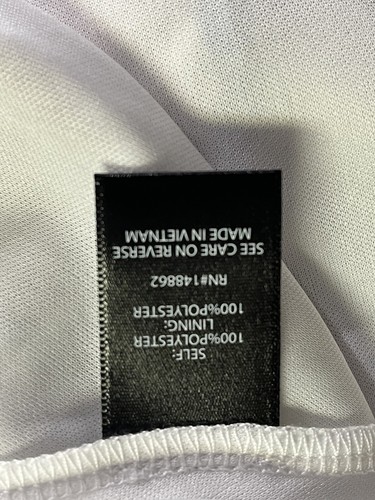 SELF:
100%POLYESTER
LINING:
100%POLYESTER
RN#148862
SEE CARE ON REVERSE
MADE IN VIETNAM